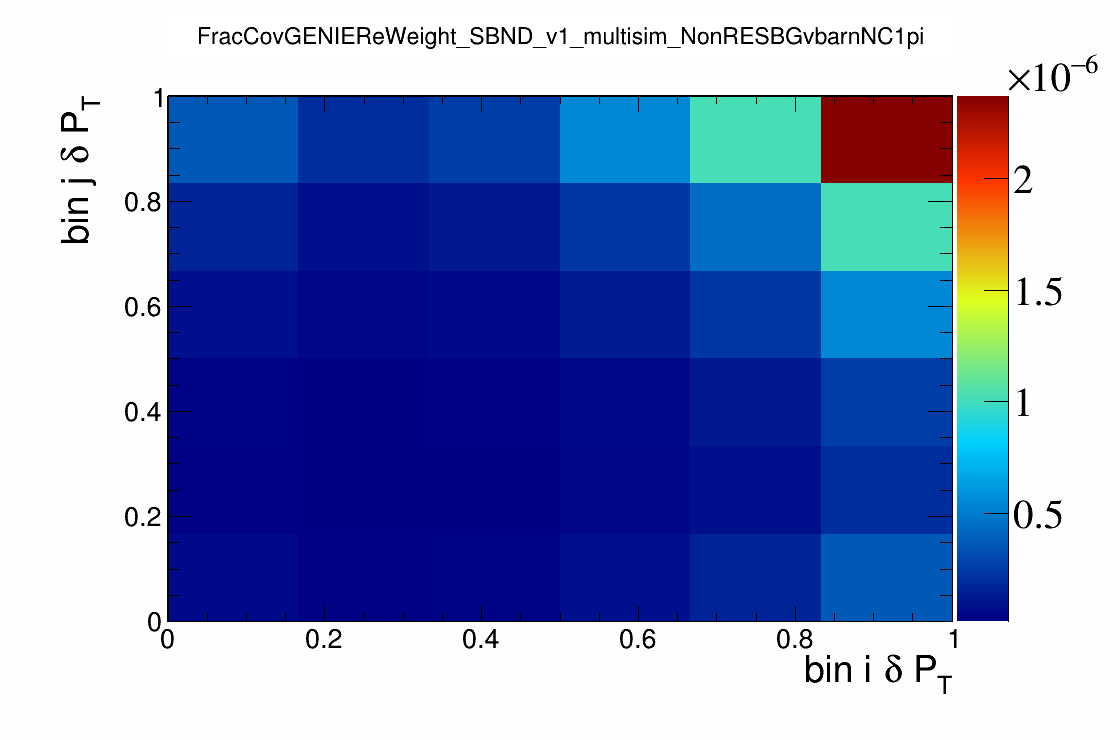 FracCovGENIEReWeight_SBND_v1_multisim_NonRESBGvbarnNC1pi
×10⁻⁶
bin j δ P_T
1
0.8
0.6
0.4
0.2
0
0 0.2 0.4 0.6 0.8 1
bin i δ P_T
2
1.5
1
0.5